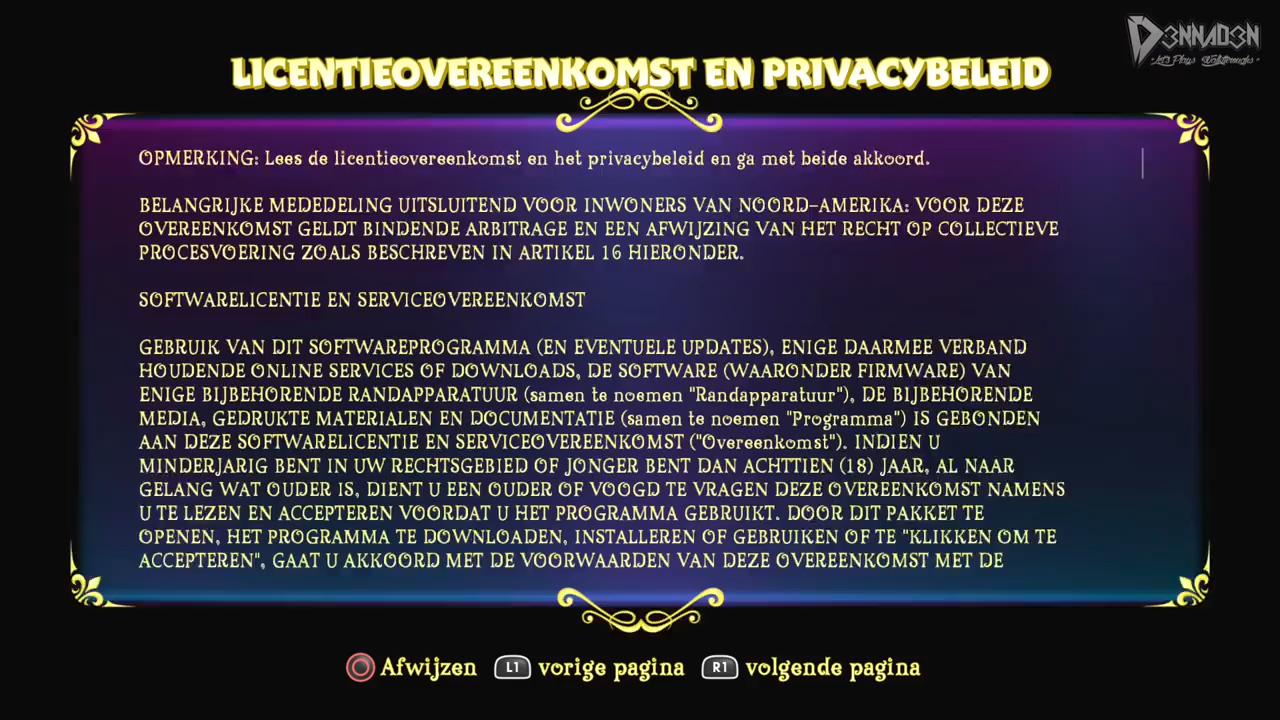 D3NNAD3N
-Let's Plays Walkthroughs-
LICENTIEOVEREENKOMST EN PRIVACYBELEID
OPMERKING: Lees de licentieovereenkomst en het privacybeleid en ga met beide akkoord.
BELANGRIJKE MEDEDELING UITSLUITEND VOOR INWONERS VAN NOORD-AMERIKA: VOOR DEZE
OVEREENKOMST GELDT BINDENDE ARBITRAGE EN EEN AFWIJZING VAN HET RECHT OP COLLECTIEVE
PROCESVOERING ZOALS BESCHREVEN IN ARTIKEL 16 HIERONDER.
SOFTWARELICENTIE EN SERVICEOVEREENKOMST
GEBRUIK VAN DIT SOFTWAREPROGRAMMA (EN EVENTUELE UPDATES), ENIGE DAARMEE VERBAND
HOUDENDE ONLINE SERVICES OF DOWNLOADS, DE SOFTWARE (WAARONDER FIRMWARE) VAN
ENIGE BIJBEHORENDE RANDAPPARATUUR (samen te noemen "Randapparatuur"), DE BIJBEHORENDE
MEDIA, GEDRUKTE MATERIALEN EN DOCUMENTATIE (samen te noemen "Programma") IS GEBONDEN
AAN DEZE SOFTWARELICENTIE EN SERVICEOVEREENKOMST ("Overeenkomst"). INDIEN U
MINDERJARIG BENT IN UW RECHTSGEBIED OF JONGER BENT DAN ACHTTIEN (18) JAAR, AL NAAR
GELANG WAT OUDER IS, DIENT U EEN OUDER OF VOOGD TE VRAGEN DEZE OVEREENKOMST NAMENS
U TE LEZEN EN ACCEPTEREN VOORDAT U HET PROGRAMMA GEBRUIKT. DOOR DIT PAKKET TE
OPENEN, HET PROGRAMMA TE DOWNLOADEN, INSTALLEREN OF GEBRUIKEN OF TE "KLIKKEN OM TE
ACCEPTEREN", GAAT U AKKOORD MET DE VOORWAARDEN VAN DEZE OVEREENKOMST MET DE
Afwijzen L1 vorige pagina R1 volgende pagina